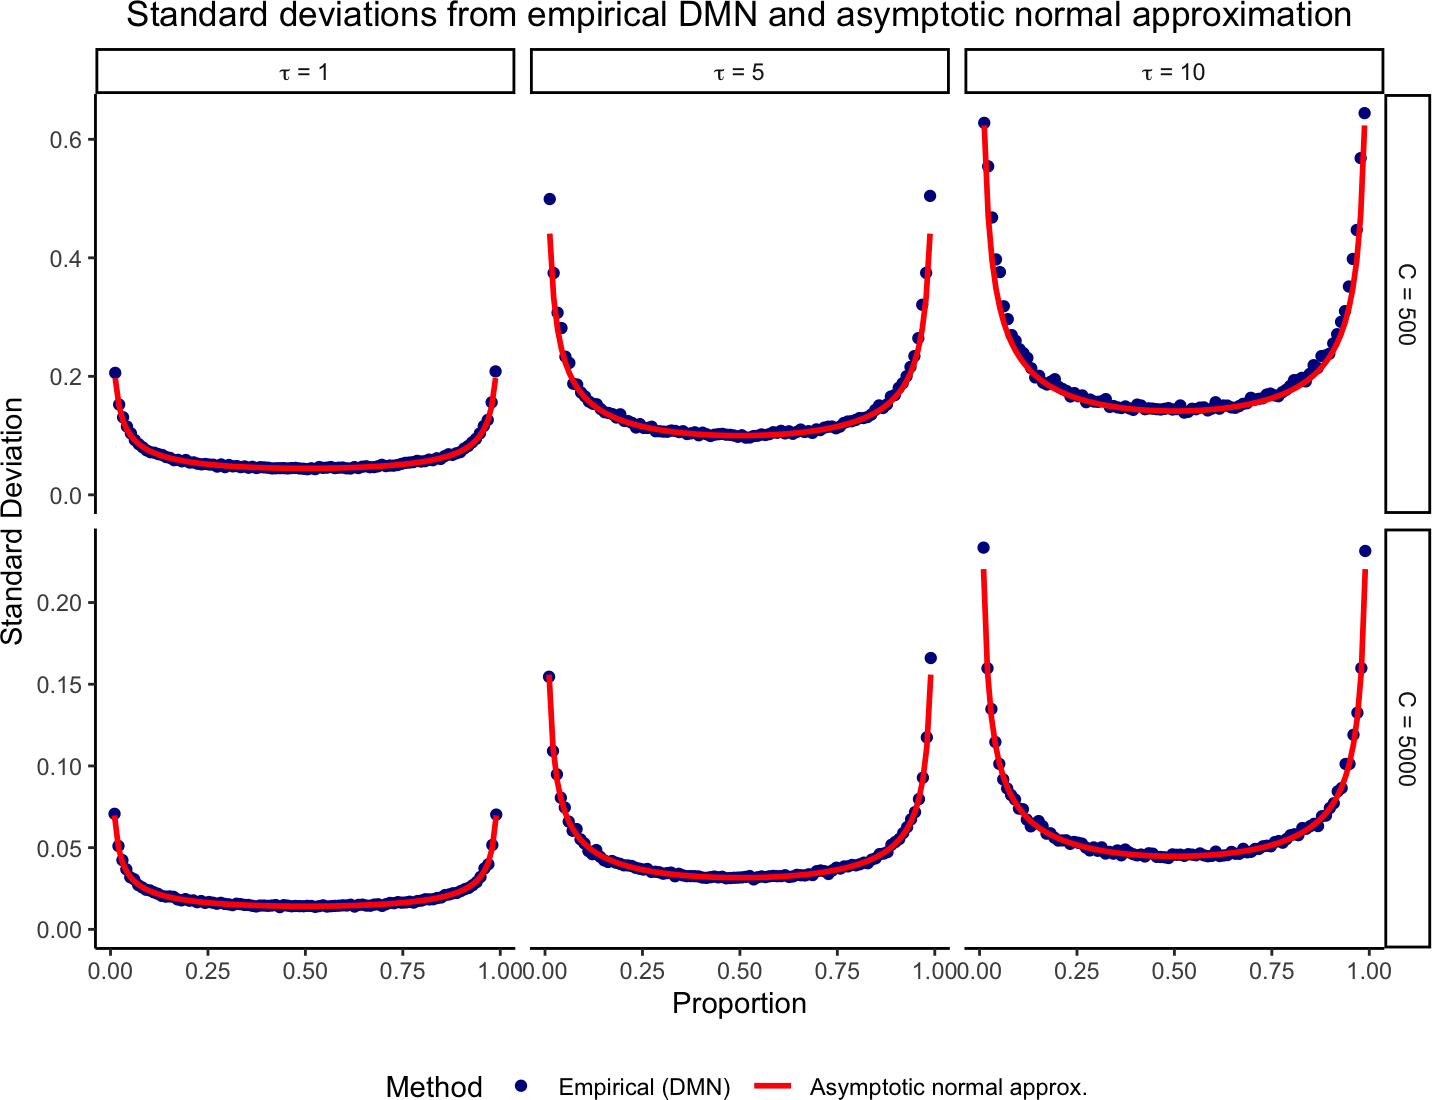 Standard deviations from empirical DMN and asymptotic normal approximation
τ = 1
τ = 5
τ = 10
0.6
0.4
0.2
0.0
C = 500
Standard Deviation
0.20
0.15
0.10
0.05
0.00
C = 5000
0.00 0.25 0.50 0.75 1.00
0.00 0.25 0.50 0.75 1.00
0.00 0.25 0.50 0.75 1.00
Proportion
Method Empirical (DMN) Asymptotic normal approx.